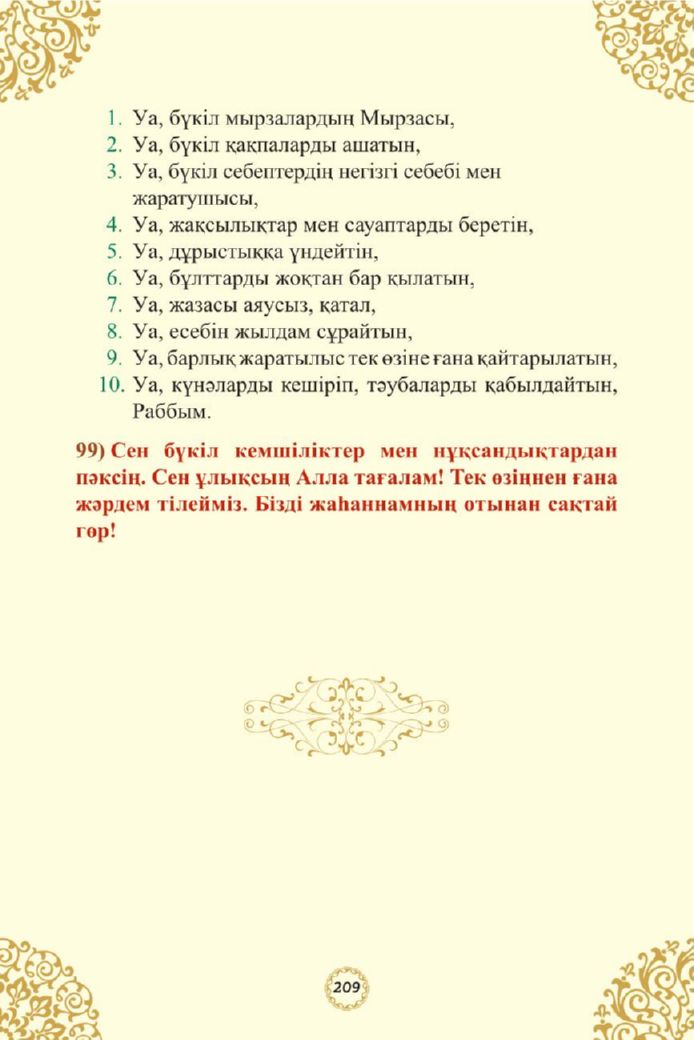 1. Уа, бүкіл мырзалардың Мырзасы,
2. Уа, бүкіл қақпаларды ашатын,
3. Уа, бүкіл себептердің негізгі себебі мен
жаратушысы,
4. Уа, жақсылықтар мен сауаптарды беретін,
5. Уа, дұрыстыққа үндейтін,
6. Уа, бұлттарды жоқтан бар қылатын,
7. Уа, жазасы аяусыз, қатал,
8. Уа, есебін жылдам сұрайтын,
9. Уа, барлық жаратылыс тек өзіне ғана қайтарылатын,
10. Уа, күнәларды кешіріп, тәубаларды қабылдайтын,
Раббым.
99) Сен бүкіл кемшіліктер мен нұқсандықтардан
пәксің. Сен ұлықсың Алла тағалам! Тек өзіңнен ғана
жәрдем тілейміз. Бізді жаһаннамның отынан сақтай
гөр!
209